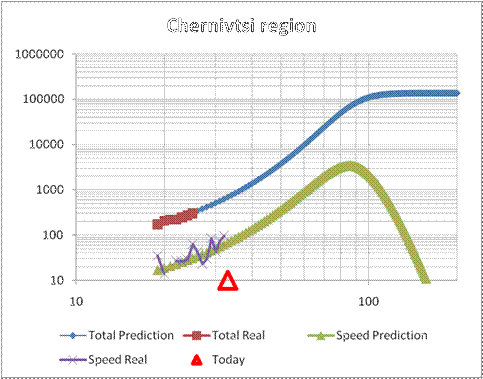 Chernivtsi region
1000000
100000
10000
1000
100
10
10 100
Total Prediction Total Real Speed Prediction
Speed Real Today